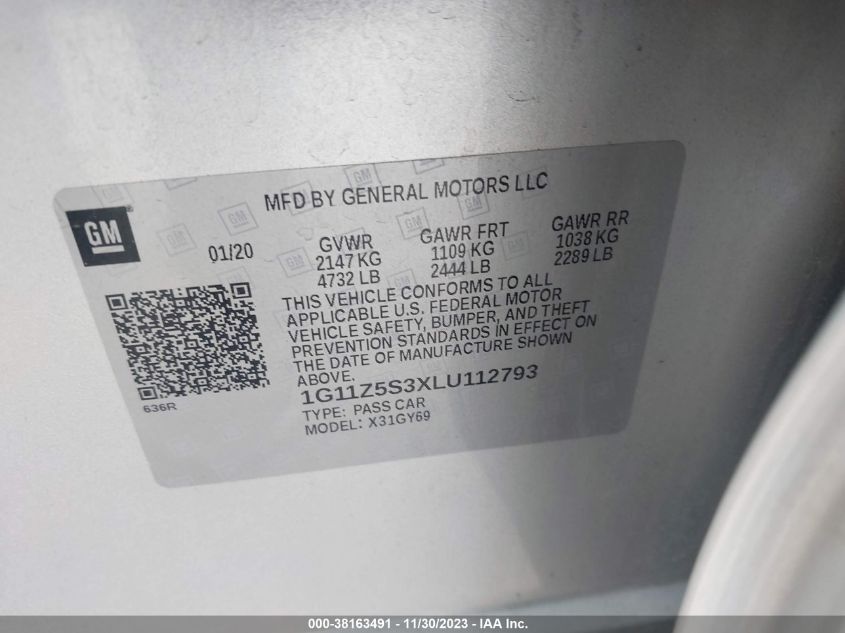 MFD BY GENERAL MOTORS LLC
GM
01/20
GVWR
2147 KG
4732 LB
GAWR FRT
1109 KG
2444 LB
GAWR RR
1038 KG
2289 LB
THIS VEHICLE CONFORMS TO ALL
APPLICABLE U.S. FEDERAL MOTOR
VEHICLE SAFETY, BUMPER, AND THEFT
PREVENTION STANDARDS IN EFFECT ON
THE DATE OF MANUFACTURE SHOWN
ABOVE.
1G11Z5S3XLU112793
TYPE: PASS CAR
MODEL: X31GY69
636R
000-38163491 - 11/30/2023 - IAA Inc.